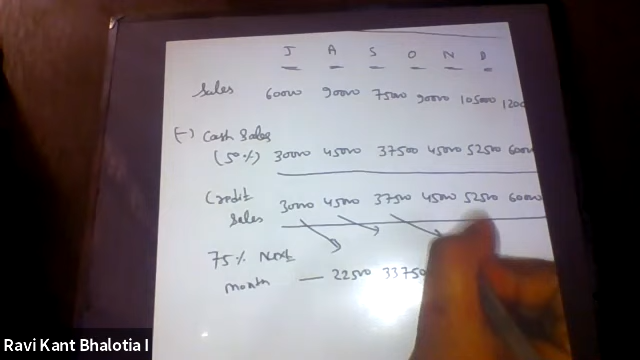 J A S O N D
Sales 60000 90000 75000 90000 105000 1200
(-) Cash Sales
(50%) 30000 45000 37500 45000 52500 60000
Credit
Sales 30000 45000 37500 45000 52500 60000
75% Next
month — 22500 33750
Ravi Kant Bhalotia I